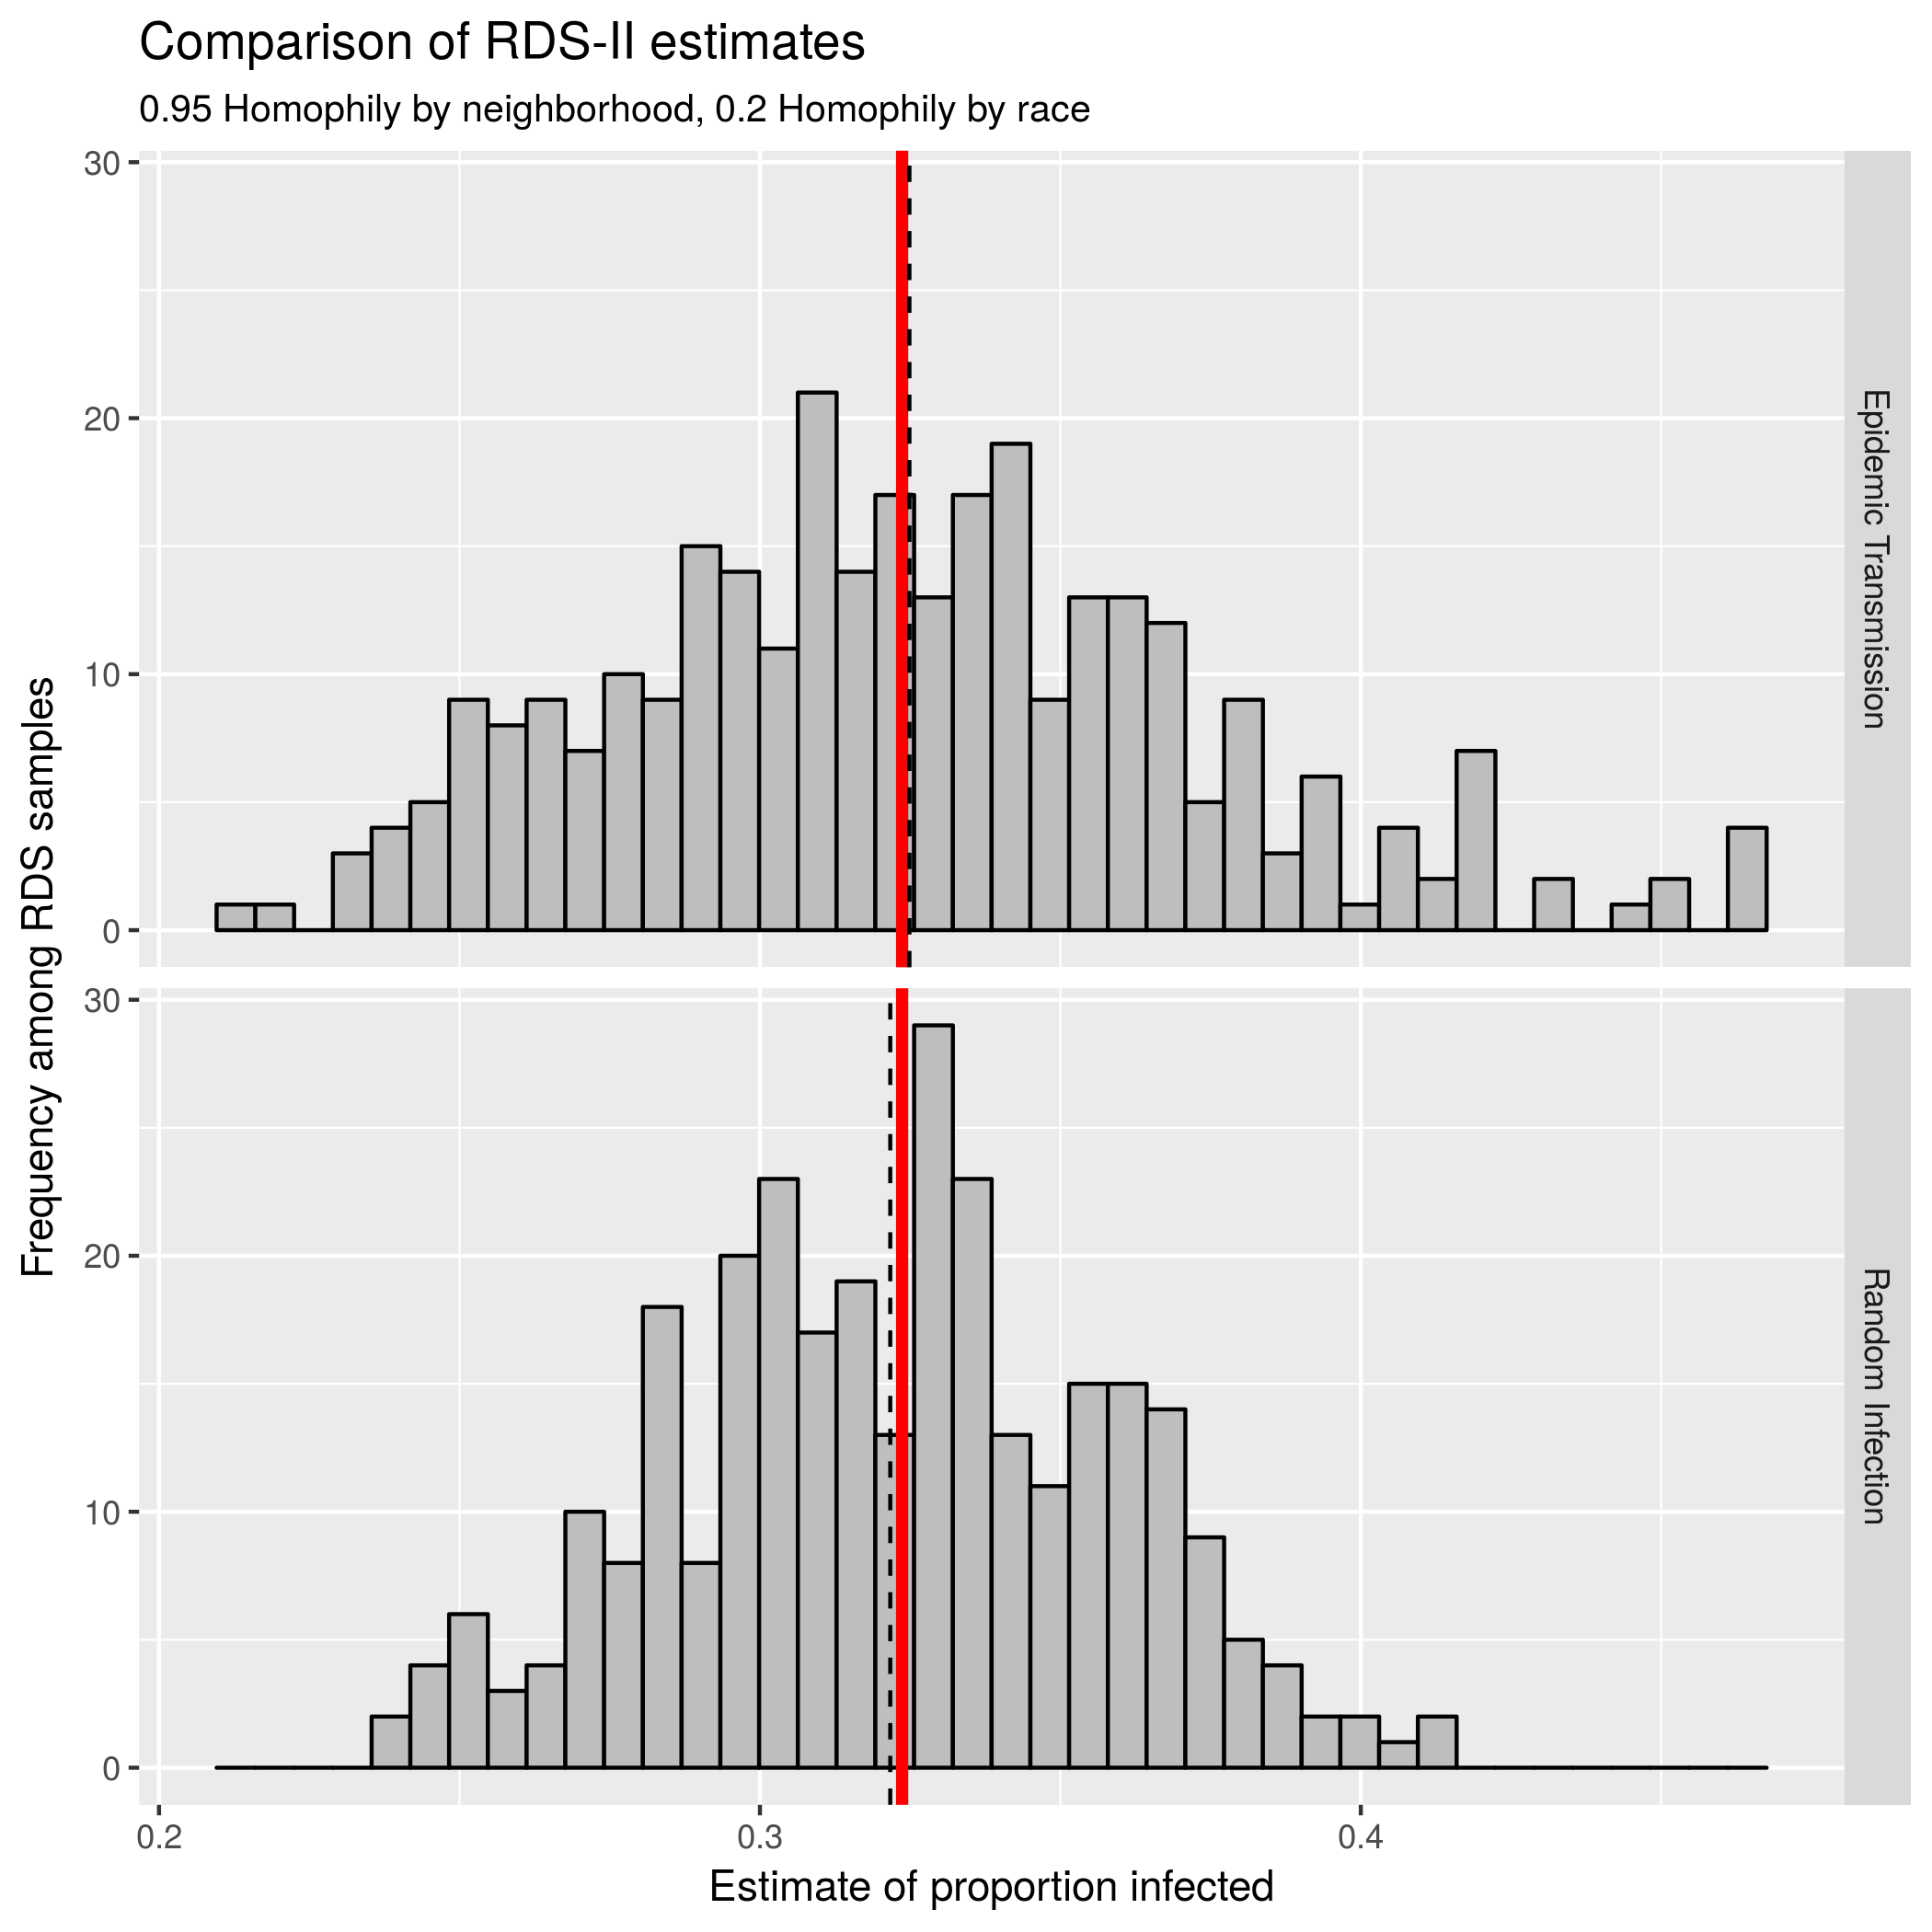 Comparison of RDS-II estimates
0.95 Homophily by neighborhood, 0.2 Homophily by race
Frequency among RDS samples
30
20
10
0
Epidemic Transmission
30
20
10
0
Random Infection
0.2
0.3
0.4
Estimate of proportion infected